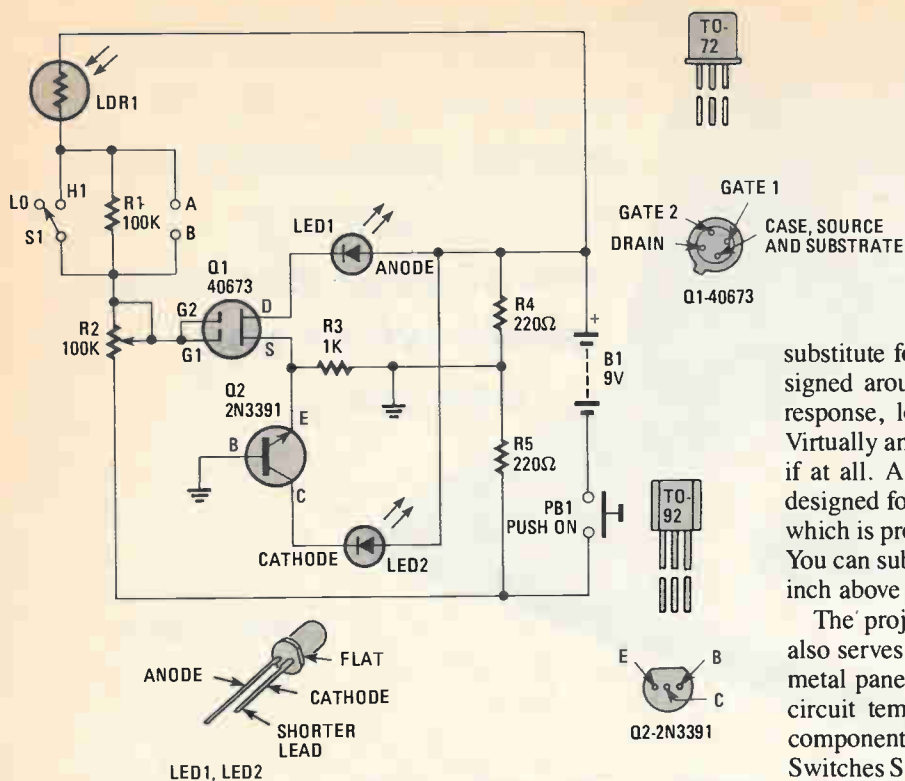 TO-
72
LDR1
LO
H1
S1
R1
100K
A
B
LED1
ANODE
Q1
40673
G2
G1
D
S
R2
100K
R3
1K
R4
220Ω
+
B1
9V
Q2
2N3391
B
E
C
R5
220Ω
PB1
PUSH ON
CATHODE
LED2
GATE 1
GATE 2
DRAIN
CASE, SOURCE
AND SUBSTRATE
Q1-40673
TO-
92
E
B
C
Q2-2N3391
ANODE
FLAT
CATHODE
SHORTER
LEAD
LED1, LED2
substitute fo
signed arou
response, l
Virtually an
if at all. A
designed fo
which is pr
You can sub
inch above
The proj
also serves
metal pane
circuit tem
component
Switches S